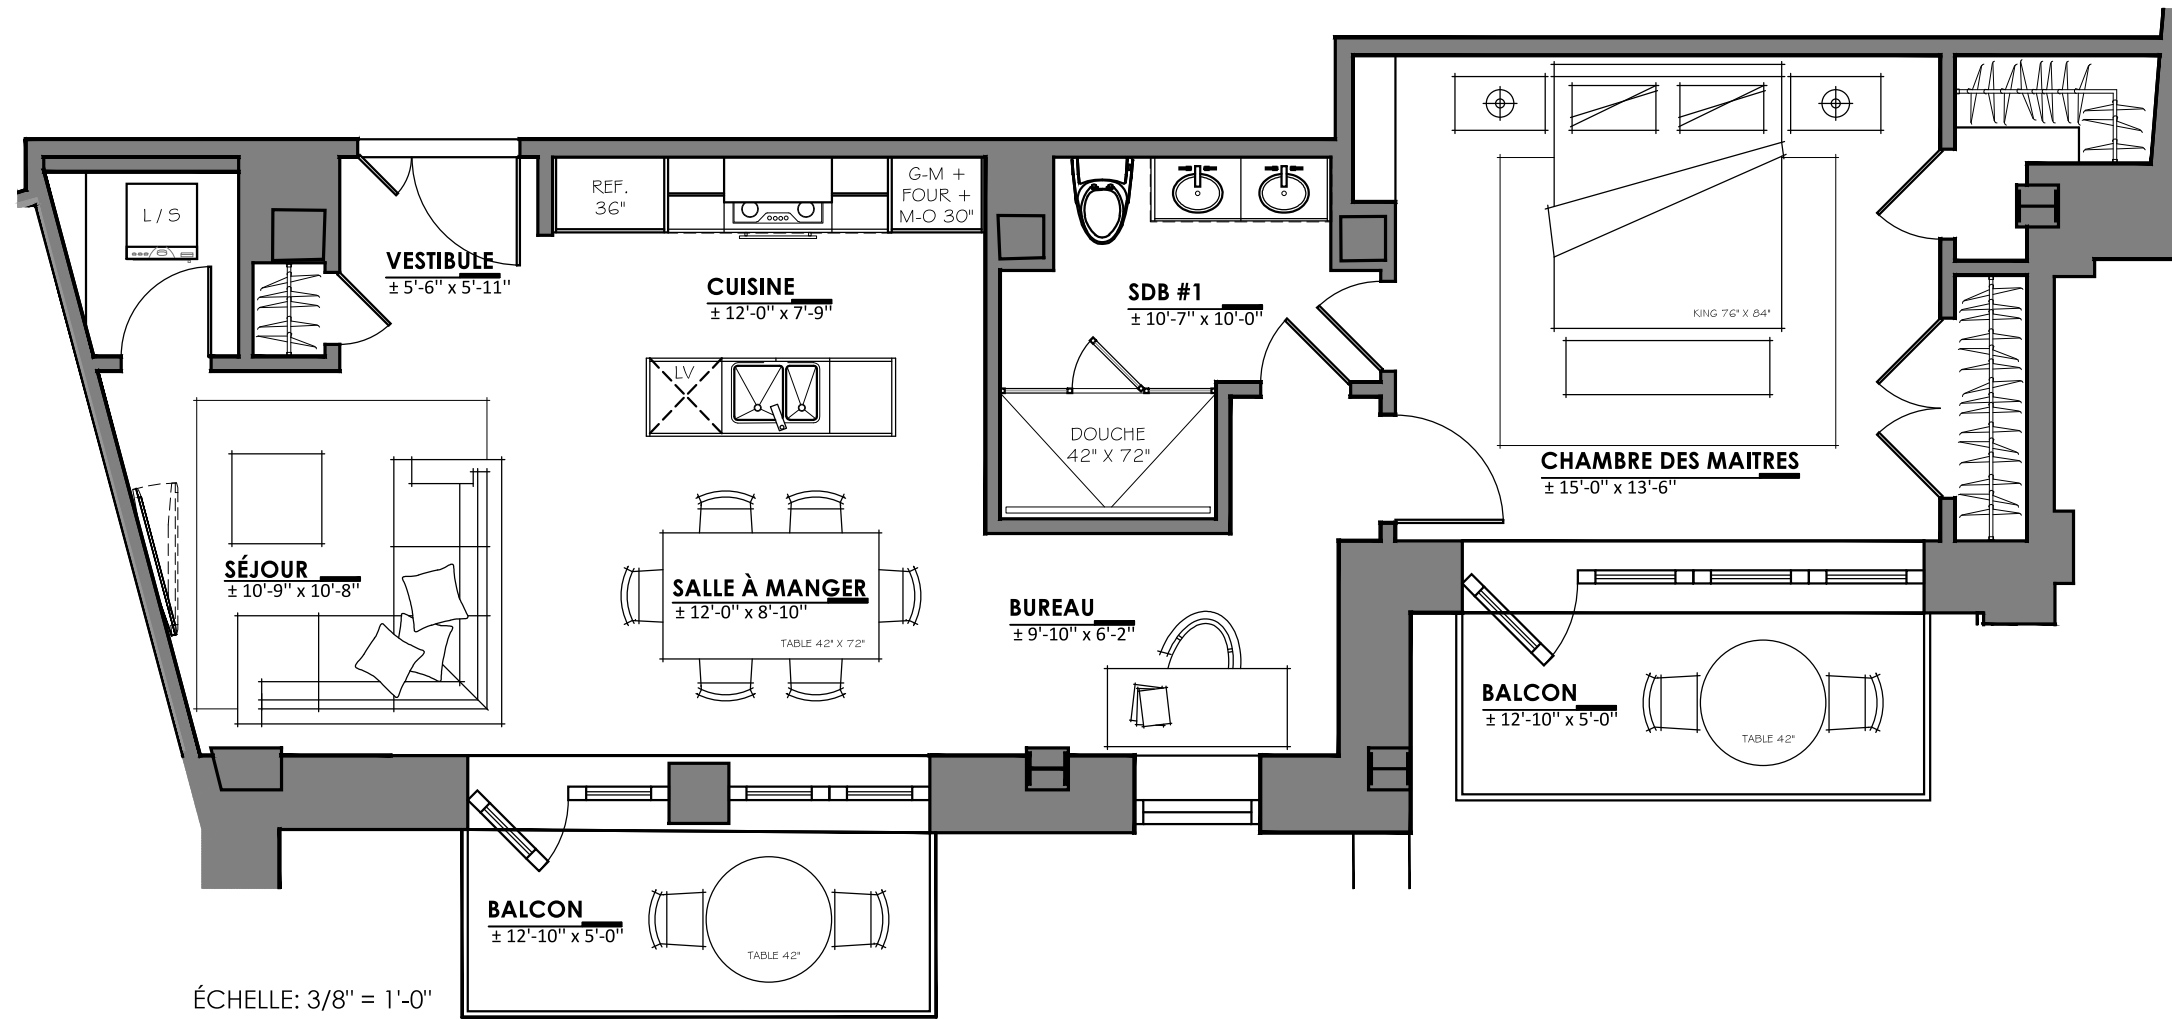 L / S
REF.
36"
G-M +
FOUR +
M-O 30"
VESTIBULE
± 5'-6" x 5'-11"
CUISINE
± 12'-0" x 7'-9"
SDB #1
± 10'-7" x 10'-0"
KING 76" X 84"
LV
DOUCHE
42" X 72"
CHAMBRE DES MAITRES
± 15'-0" x 13'-6"
SÉJOUR
± 10'-9" x 10'-8"
SALLE À MANGER
± 12'-0" x 8'-10"
TABLE 42" X 72"
BUREAU
± 9'-10" x 6'-2"
BALCON
± 12'-10" x 5'-0"
TABLE 42"
BALCON
± 12'-10" x 5'-0"
TABLE 42"
ÉCHELLE: 3/8" = 1'-0"